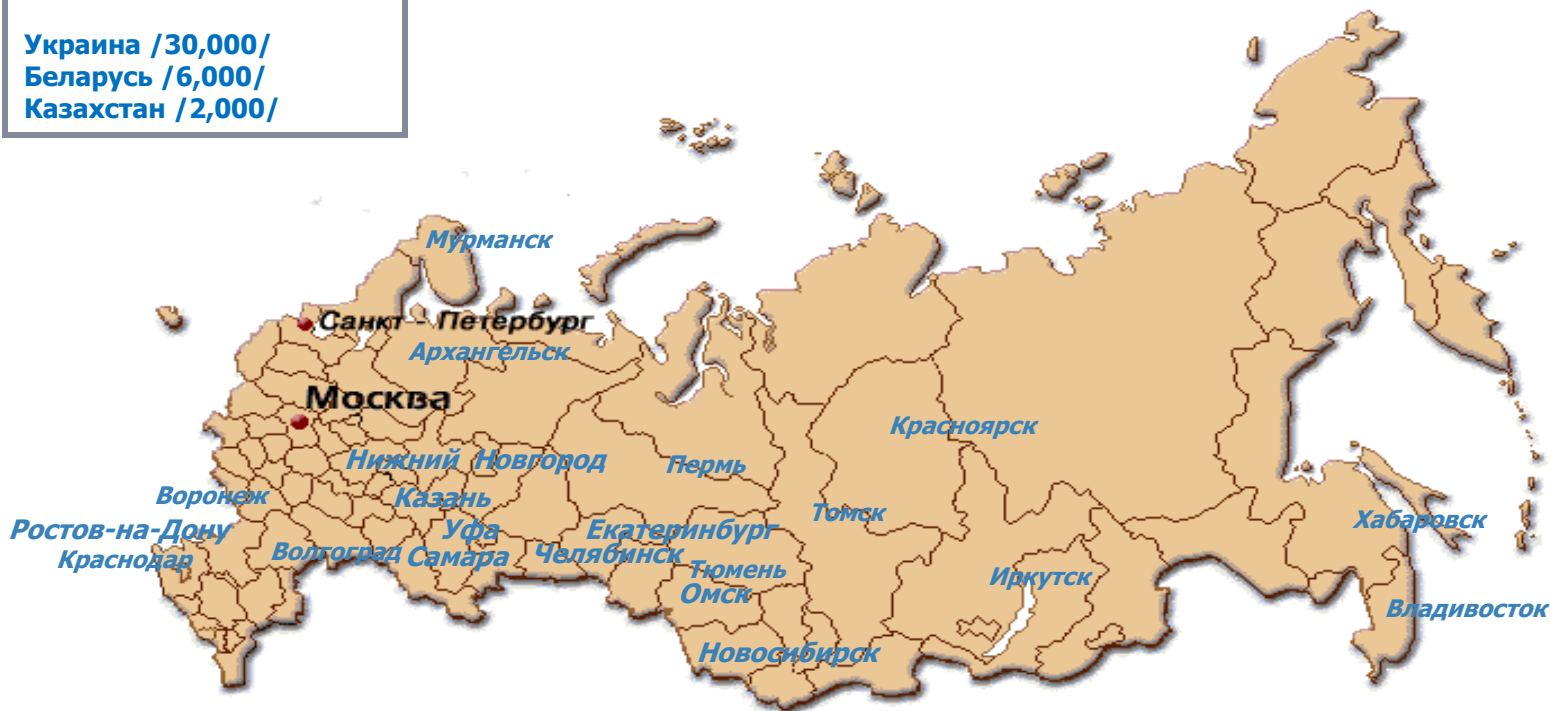 Украина /30,000/
Беларусь /6,000/
Казахстан /2,000/
Мурманск
Санкт - Петербург
Архангельск
Москва
Красноярск
Нижний Новгород
Пермь
Воронеж
Казань
Томск
Хабаровск
Ростов-на-Дону
Уфа
Екатеринбург
Краснодар
Волгоград
Самара
Челябинск
Тюмень
Иркутск
Омск
Владивосток
Новосибирск